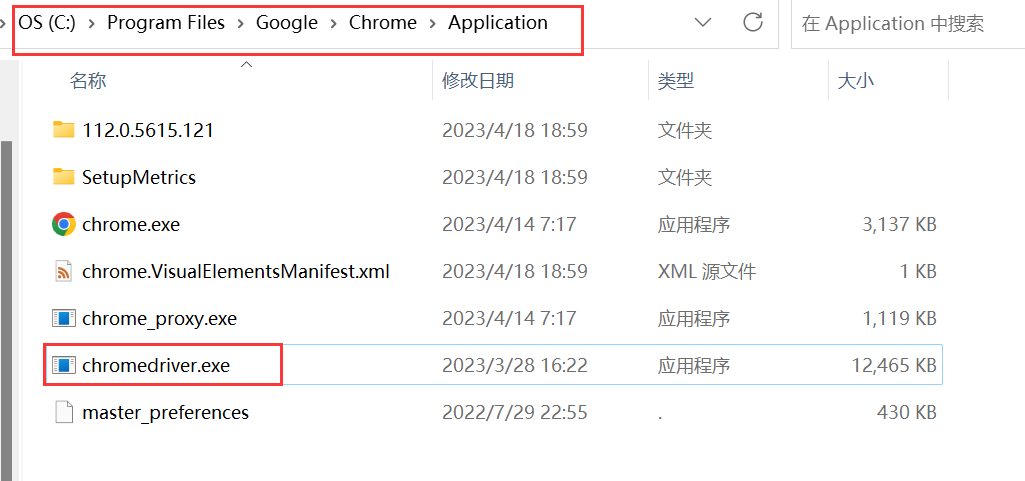 OS (C:) › Program Files › Google › Chrome › Application
在 Application 中搜索
名称 修改日期 类型 大小
112.0.5615.121 2023/4/18 18:59 文件夹
SetupMetrics 2023/4/18 18:59 文件夹
chrome.exe 2023/4/14 7:17 应用程序 3,137 KB
chrome.VisualElementsManifest.xml 2023/4/18 18:59 XML 源文件 1 KB
chrome_proxy.exe 2023/4/14 7:17 应用程序 1,119 KB
chromedriver.exe 2023/3/28 16:22 应用程序 12,465 KB
master_preferences 2022/7/29 22:55 . 430 KB